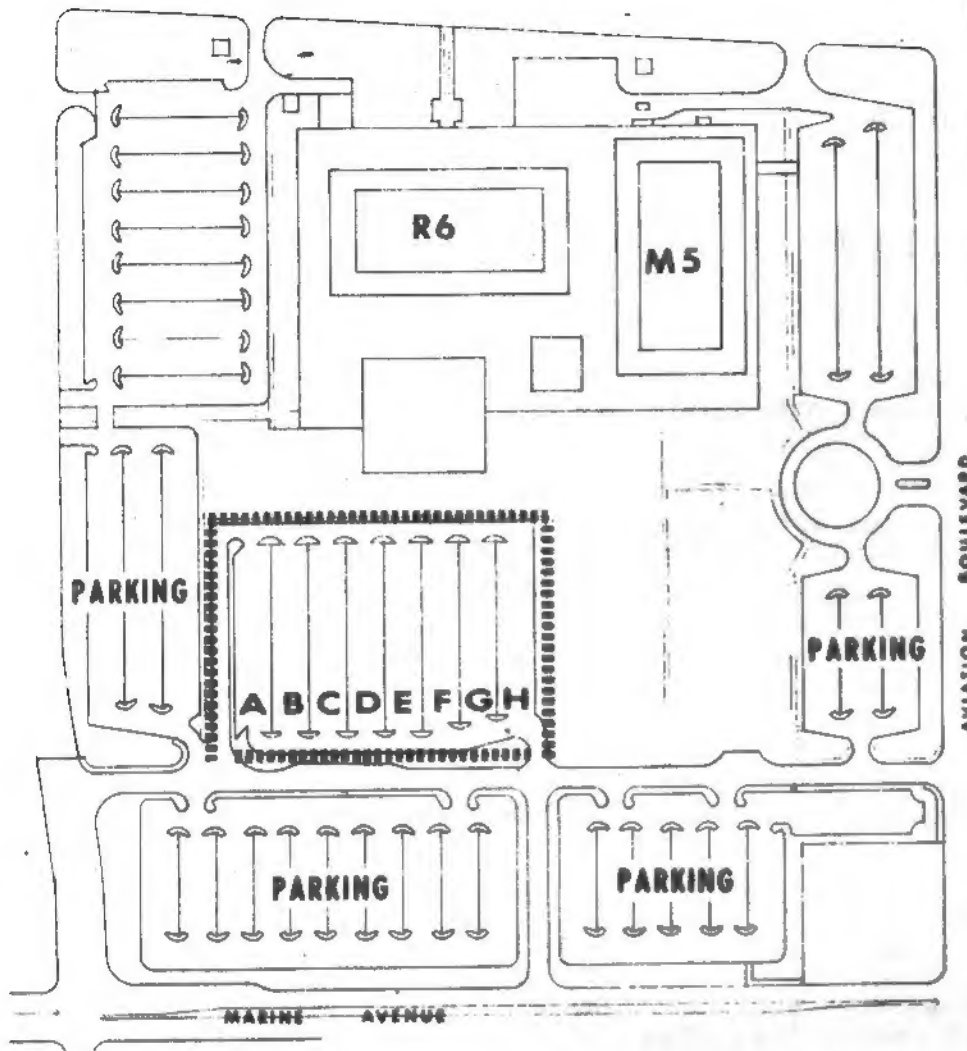 R6
M5
BOULEVARD
AVIATION
PARKING
PARKING
A B C D E F G H
PARKING
PARKING
MARINE AVENUE